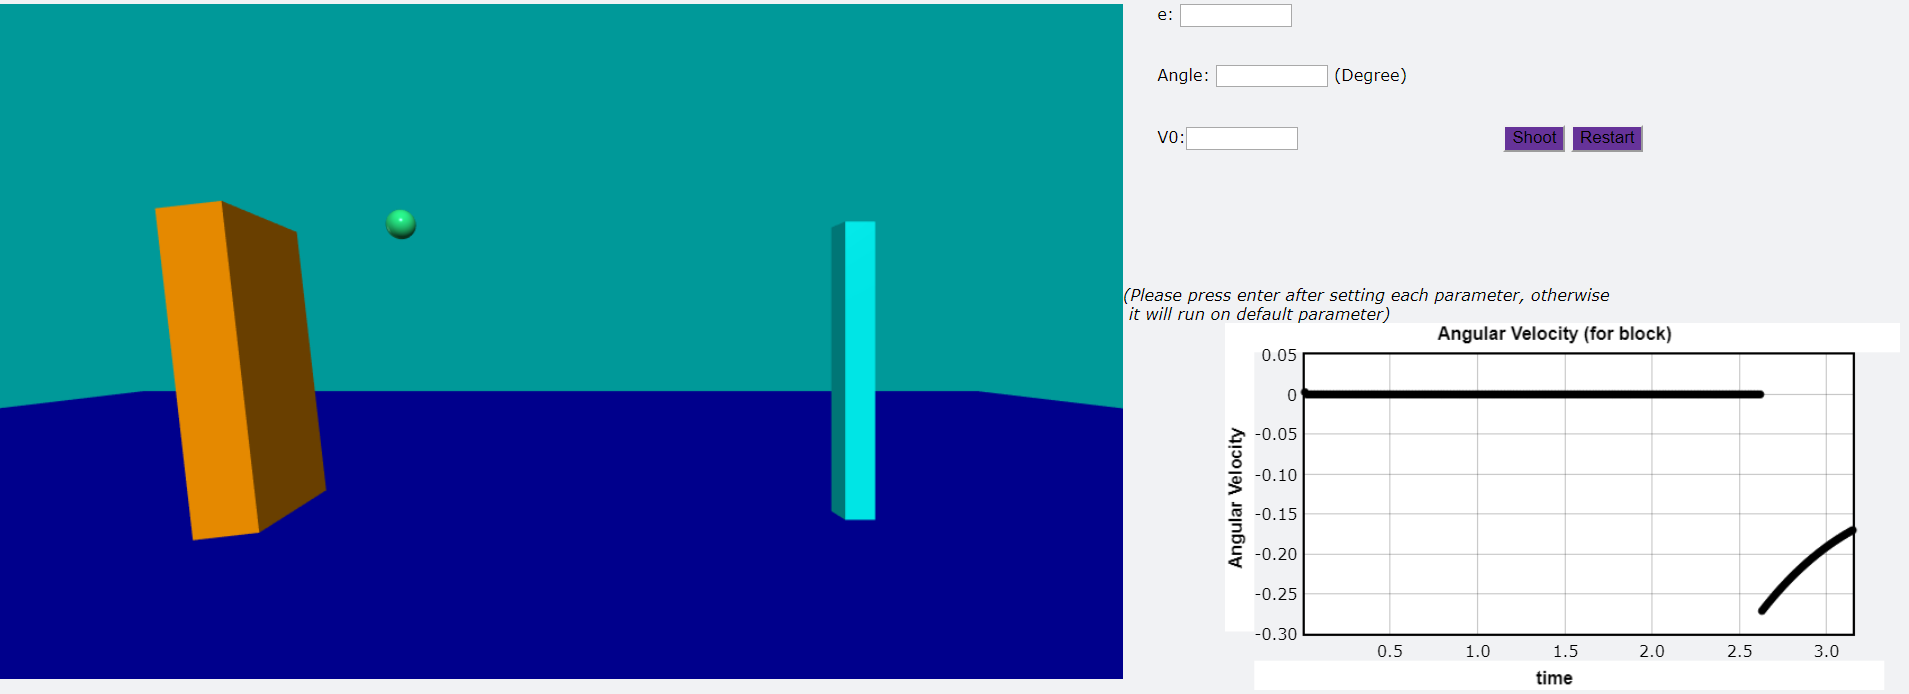 e:
Angle: (Degree)
V0: Shoot Restart
(Please press enter after setting each parameter, otherwise
it will run on default parameter)
Angular Velocity (for block)
0.05
0
-0.05
-0.10
-0.15
-0.20
-0.25
-0.30
Angular Velocity
0.5 1.0 1.5 2.0 2.5 3.0
time